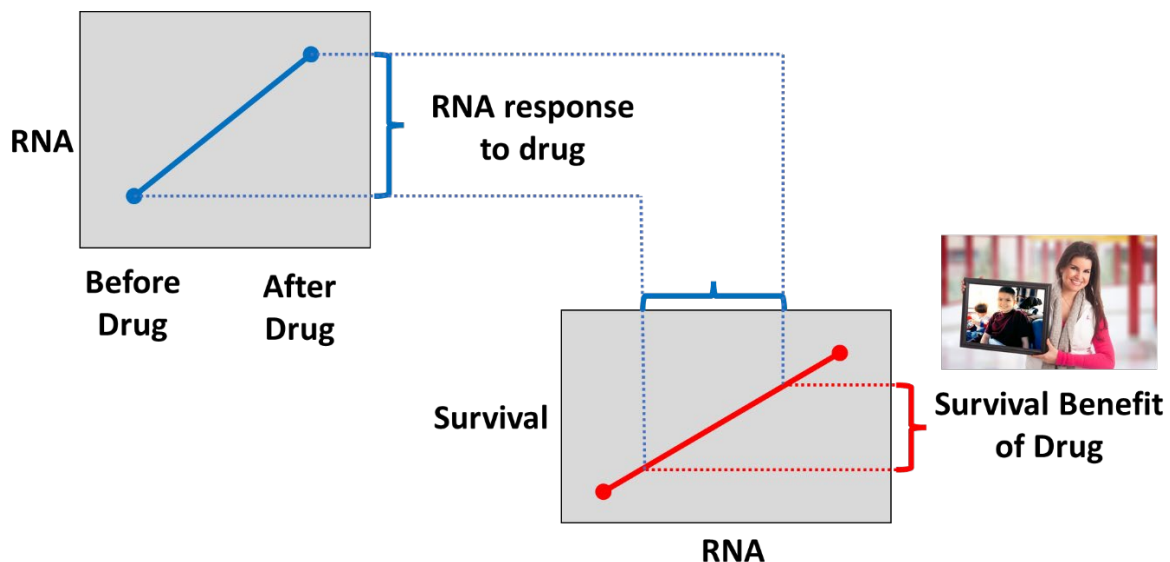 RNA
RNA response
to drug
Before
Drug
After
Drug
Survival
Survival Benefit
of Drug
RNA